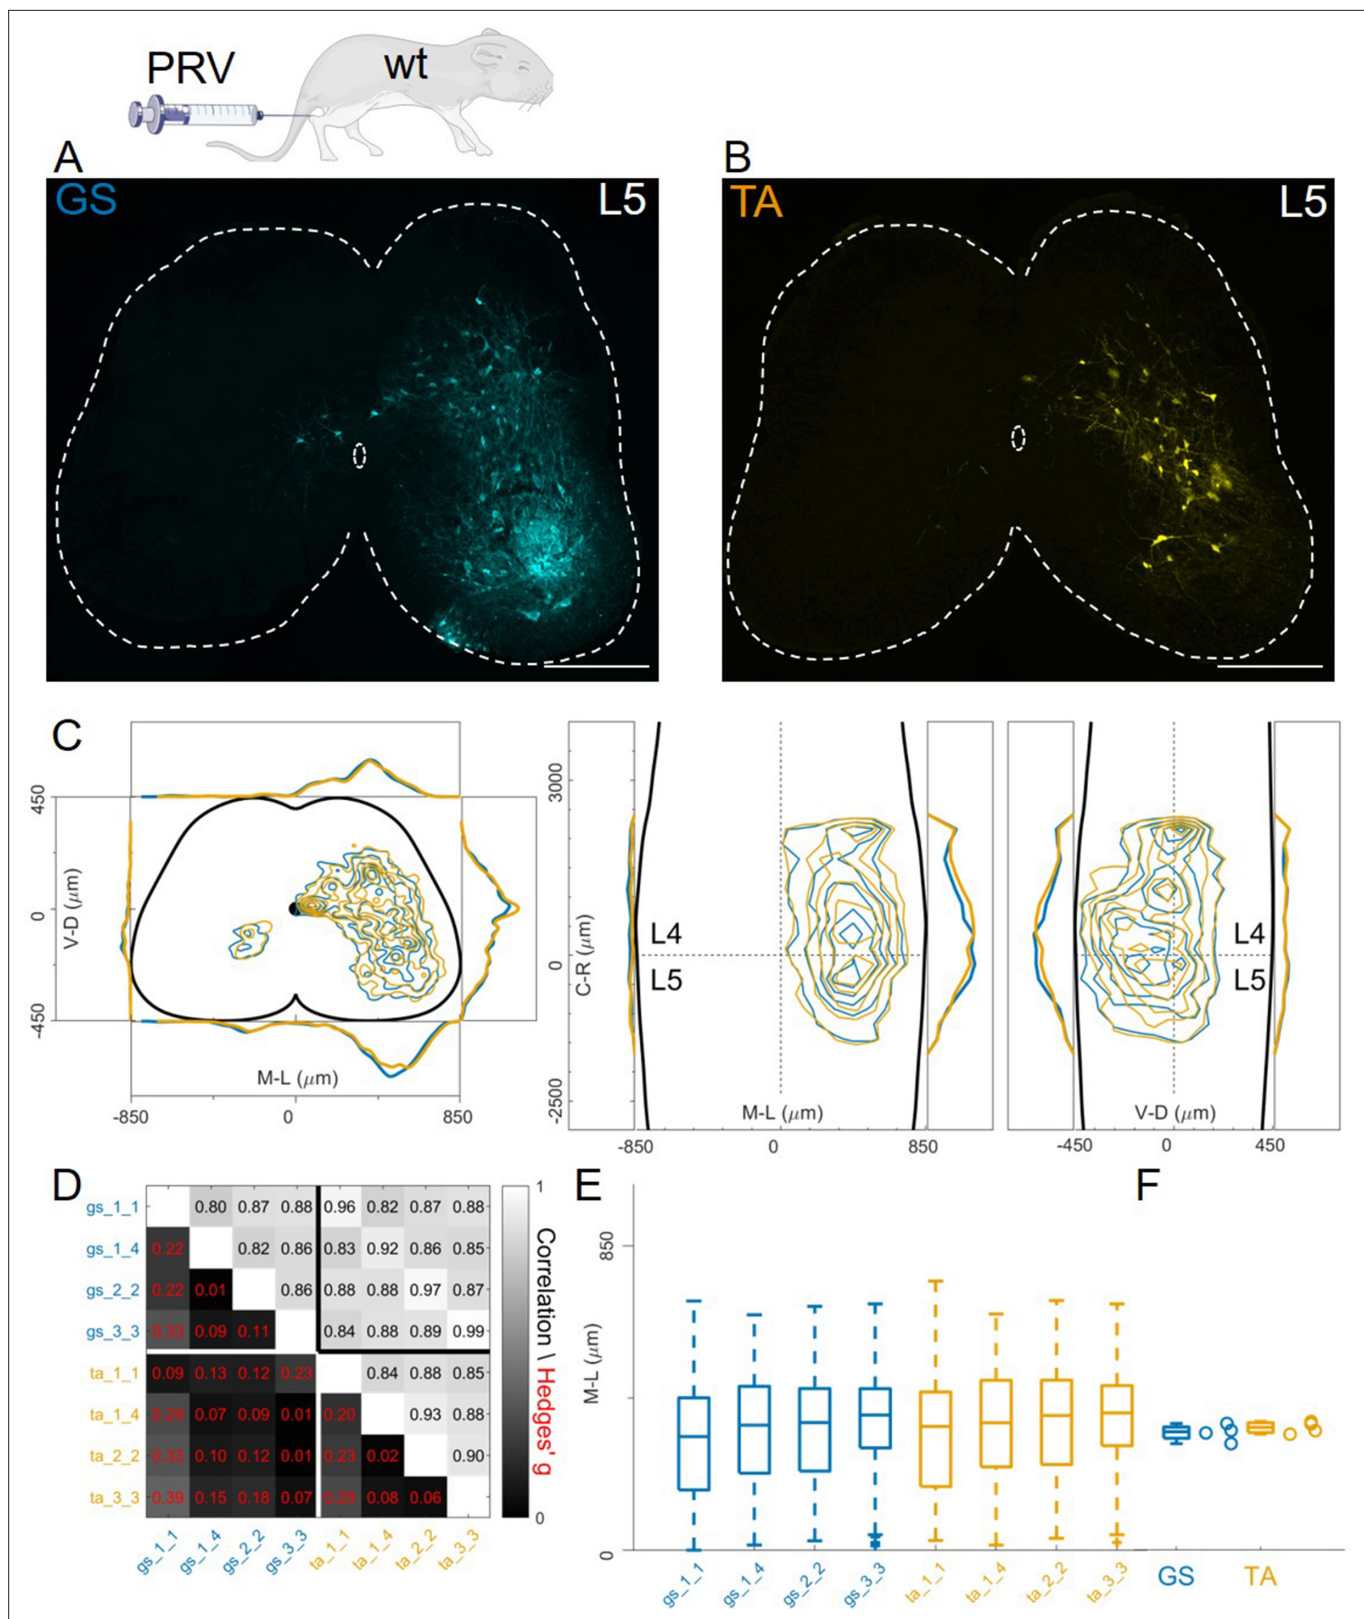 PRV
wt
A
B
GS
L5
TA
L5
C
450
0
-450
V-D (μm)
M-L (μm)
-850
0
850
3000
0
-2500
C-R (μm)
L4
L5
M-L (μm)
-850
0
850
L4
L5
V-D (μm)
-450
0
450
D
gs_1_1 0.80 0.87 0.88 0.96 0.82 0.87 0.88
gs_1_4 0.22 0.82 0.86 0.83 0.92 0.86 0.85
gs_2_2 0.22 0.01 0.86 0.88 0.88 0.97 0.87
gs_3_3 0.33 0.09 0.11 0.84 0.88 0.89 0.99
ta_1_1 0.09 0.13 0.12 0.23 0.84 0.88 0.85
ta_1_4 0.29 0.07 0.09 0.01 0.20 0.93 0.88
ta_2_2 0.33 0.10 0.12 0.01 0.23 0.02 0.90
ta_3_3 0.39 0.15 0.18 0.07 0.29 0.08 0.06
gs_1_1 gs_1_4 gs_2_2 gs_3_3 ta_1_1 ta_1_4 ta_2_2 ta_3_3
1
0
Correlation \ Hedges' g
E
850
0
M-L (μm)
gs_1_1 gs_1_4 gs_2_2 gs_3_3 ta_1_1 ta_1_4 ta_2_2 ta_3_3
F
GS TA